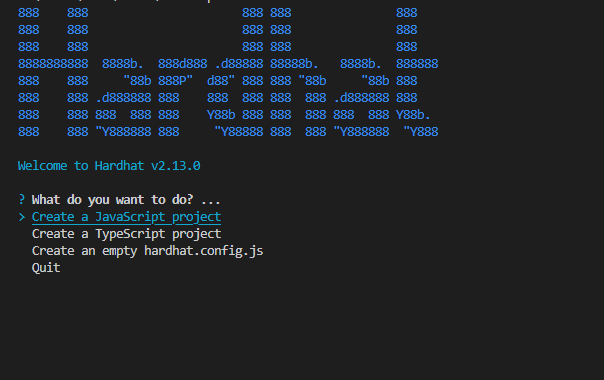 888    888                      888 888               888
888    888                      888 888               888
888    888                      888 888               888
8888888888  8888b.  888d888 .d88888 88888b.   8888b.  888888
888    888     "88b 888P"  d88" 888 888 "88b     "88b 888
888    888 .d888888 888    888  888 888  888 .d888888 888
888    888 888  888 888    Y88b 888 888  888 888  888 Y88b.
888    888 "Y888888 888     "Y88888 888  888 "Y888888  "Y888
Welcome to Hardhat v2.13.0
? What do you want to do? ...
> Create a JavaScript project
Create a TypeScript project
Create an empty hardhat.config.js
Quit